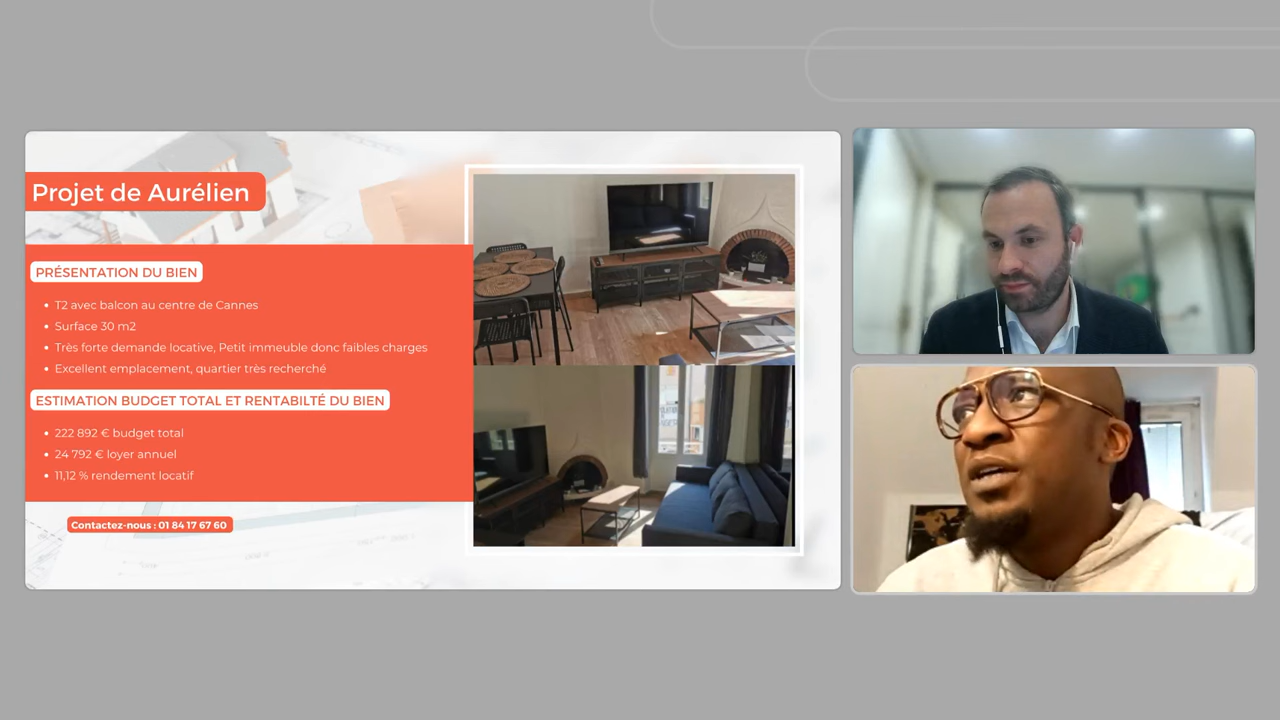 Projet de Aurélien
PRÉSENTATION DU BIEN
T2 avec balcon au centre de Cannes
Surface 30 m2
Très forte demande locative, Petit immeuble donc faibles charges
Excellent emplacement, quartier très recherché
ESTIMATION BUDGET TOTAL ET RENTABILTÉ DU BIEN
222 892 € budget total
24 792 € loyer annuel
11,12 % rendement locatif
Contactez-nous : 01 84 17 67 60